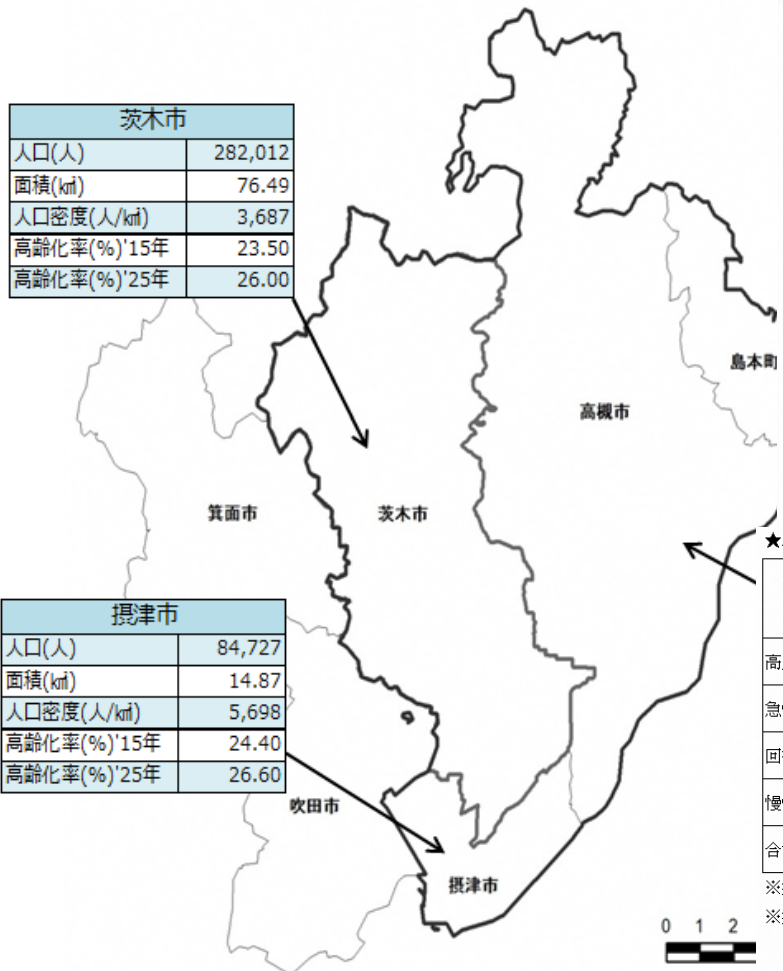 茨木市
人口(人) 282,012
面積(㎢) 76.49
人口密度(人/㎢) 3,687
高齢化率(%)'15年 23.50
高齢化率(%)'25年 26.00
島本町
高槻市
箕面市
茨木市
★
摂津市
人口(人) 84,727
面積(㎢) 14.87
人口密度(人/㎢) 5,698
高齢化率(%)'15年 24.40
高齢化率(%)'25年 26.60
高
急
回
慢
合
※
※
吹田市
摂津市
0 1 2